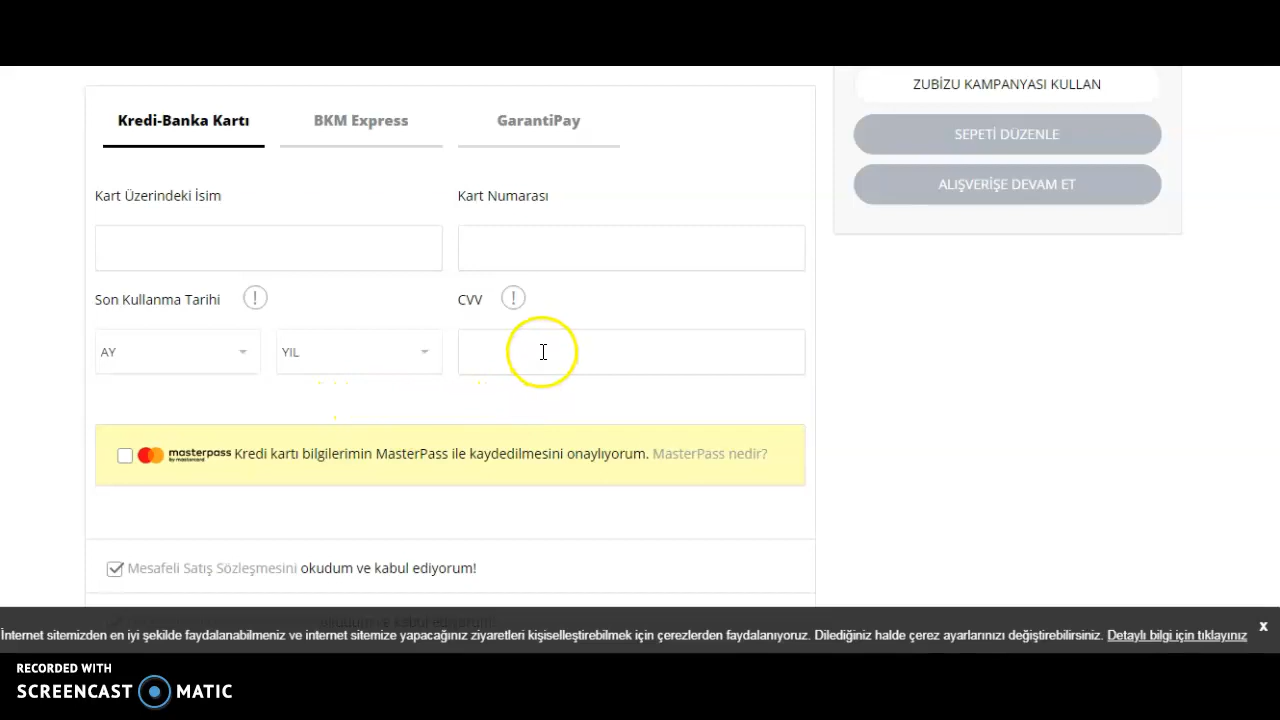 ZUBİZU KAMPANYASI KULLAN
Kredi-Banka Kartı BKM Express GarantiPay
SEPETİ DÜZENLE
ALIŞVERİŞE DEVAM ET
Kart Üzerindeki İsim Kart Numarası
Son Kullanma Tarihi ! CVV !
AY YIL
masterpass Kredi kartı bilgilerimin MasterPass ile kaydedilmesini onaylıyorum. MasterPass nedir?
by mastercard
Mesafeli Satış Sözleşmesini okudum ve kabul ediyorum!
İnternet sitemizden en iyi şekilde faydalanabilmeniz ve internet sitemize yapacağınız ziyaretleri kişiselleştirebilmek için çerezlerden faydalanıyoruz. Dilediğiniz halde çerez ayarlarınızı değiştirebilirsiniz. Detaylı bilgi için tıklayınız x
RECORDED WITH
SCREENCAST MATIC